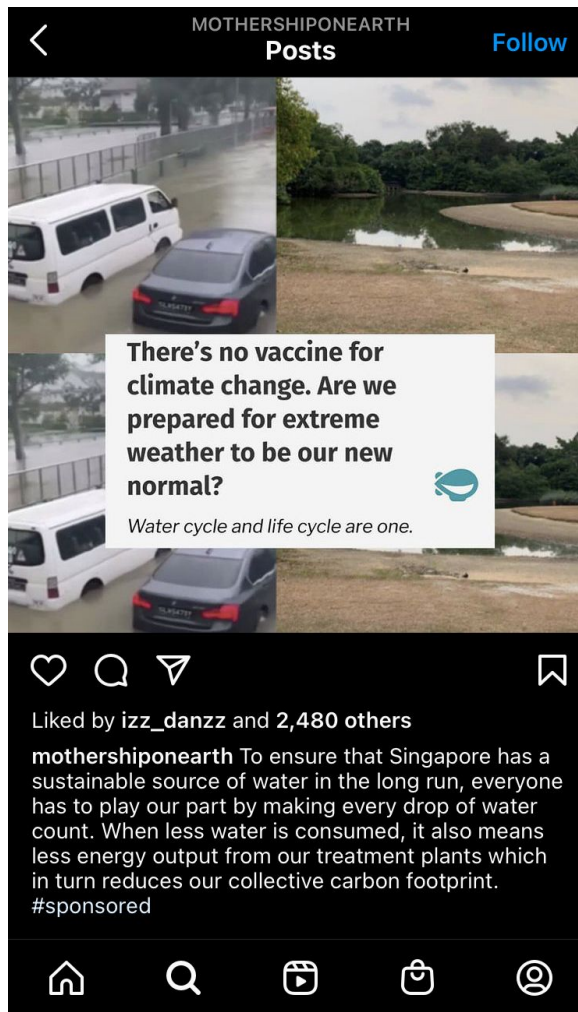 MOTHERSHIPONEARTH
Posts
Follow
There's no vaccine for
climate change. Are we
prepared for extreme
weather to be our new
normal?
Water cycle and life cycle are one.
Liked by izz_danzz and 2,480 others
mothershiponearth To ensure that Singapore has a
sustainable source of water in the long run, everyone
has to play our part by making every drop of water
count. When less water is consumed, it also means
less energy output from our treatment plants which
in turn reduces our collective carbon footprint.
#sponsored